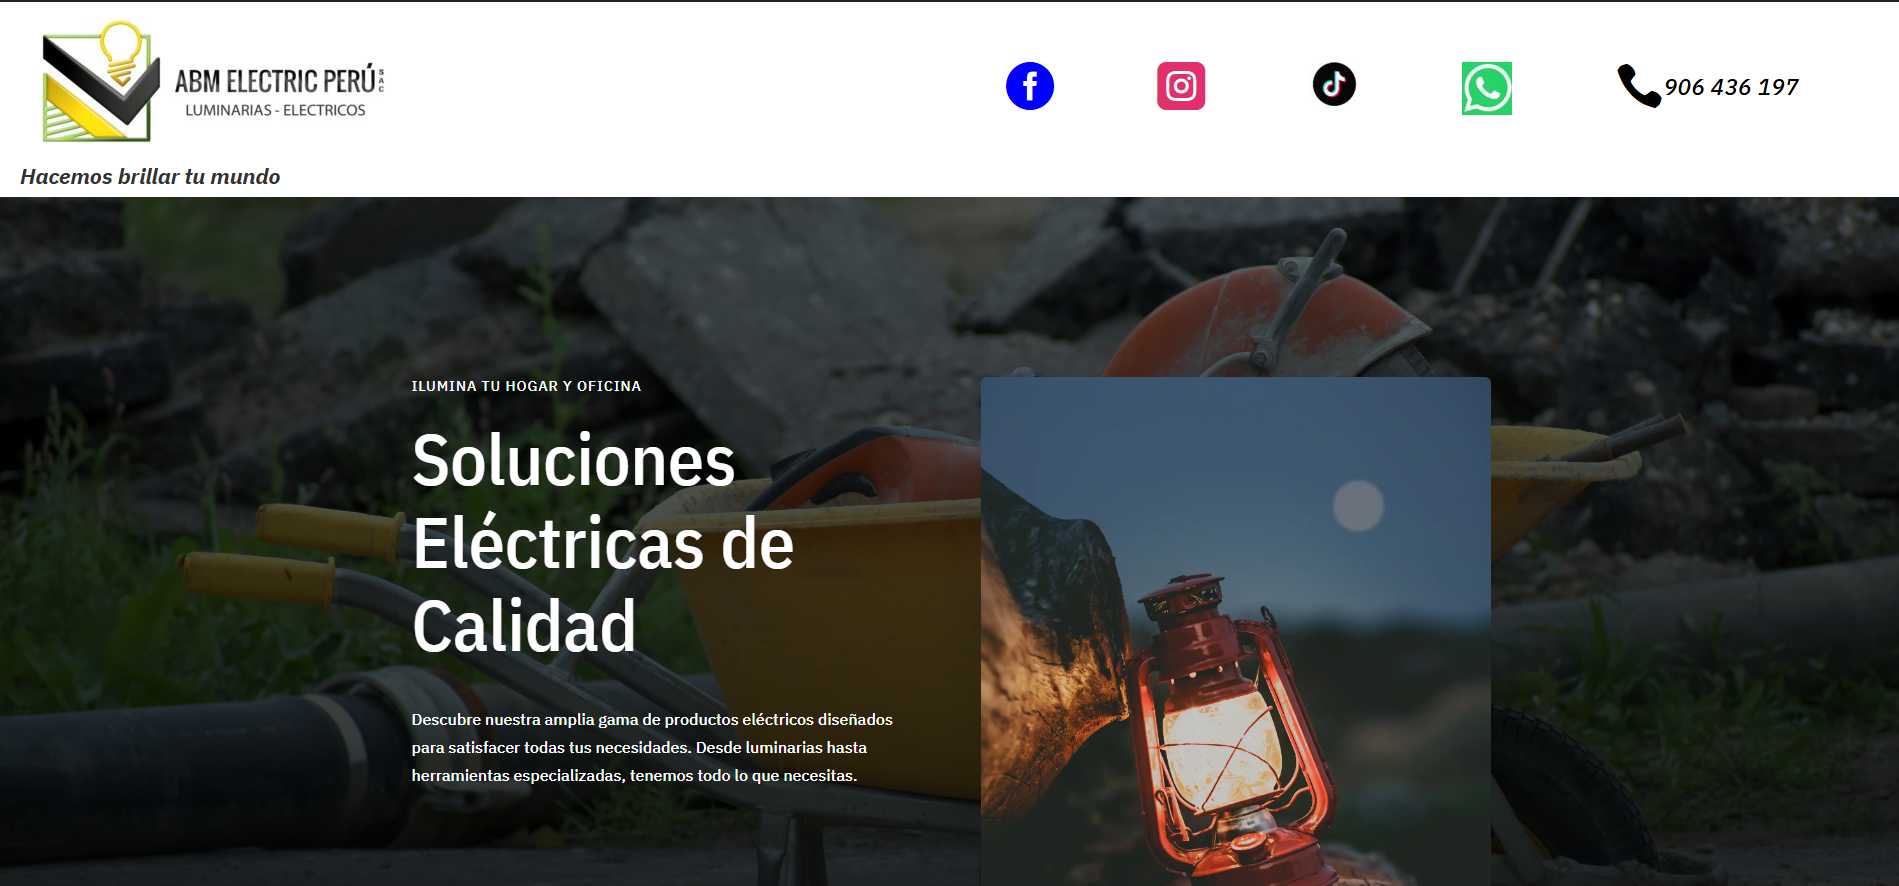 ABM ELECTRIC PERÚ SAC
LUMINARIAS - ELECTRICOS
906 436 197
Hacemos brillar tu mundo
ILUMINA TU HOGAR Y OFICINA
Soluciones
Eléctricas de
Calidad
Descubre nuestra amplia gama de productos eléctricos diseñados
para satisfacer todas tus necesidades. Desde luminarias hasta
herramientas especializadas, tenemos todo lo que necesitas.